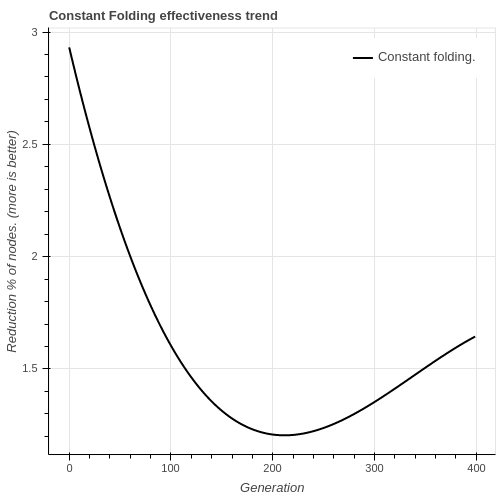 Constant Folding effectiveness trend
Constant folding.
Reduction % of nodes. (more is better)
3
2.5
2
1.5
0
100
200
300
400
Generation